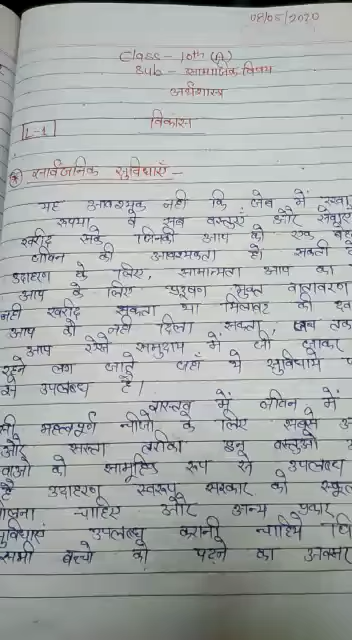 08/05/2020
Class - 10th (A)
Sub - सामाजिक विषय
अर्थशास्त्र
L-1 विकास
सार्वजनिक सुविधाएँ -
यह आवश्यक नहीं कि जेब में रखा
रूपया वे सब वस्तुएँ और सेवाएँ
खरीद सके जिनकी आप को एक बेह
जीवन की आवश्यकता हो सकती
उदाहरण के लिए, सामान्यता आप का
आप के लिए प्रदूषण मुक्त वातावरण
नहीं खरीद सकता या मिलावट की दवा
आप को नहीं दिला सकता, जब तक
आप ऐसे समुदाय में जाकर
रहने लग जाते जहाँ ये सुविधाये
से उपलब्ध है।
वास्तव में जीवन में
सी महत्वपूर्ण चीजों के लिए सबसे
और सस्ता तरीका इन वस्तुओं
वाओं को सामूहिक रूप से उपलब्ध
है उदाहरण स्वरूप सरकार को स्कूल
चाहिए और अन्य प्रकार
सुविधाएं उपलब्ध करानी चाहिये
सभी बच्चो को पढ़ने का अवसर